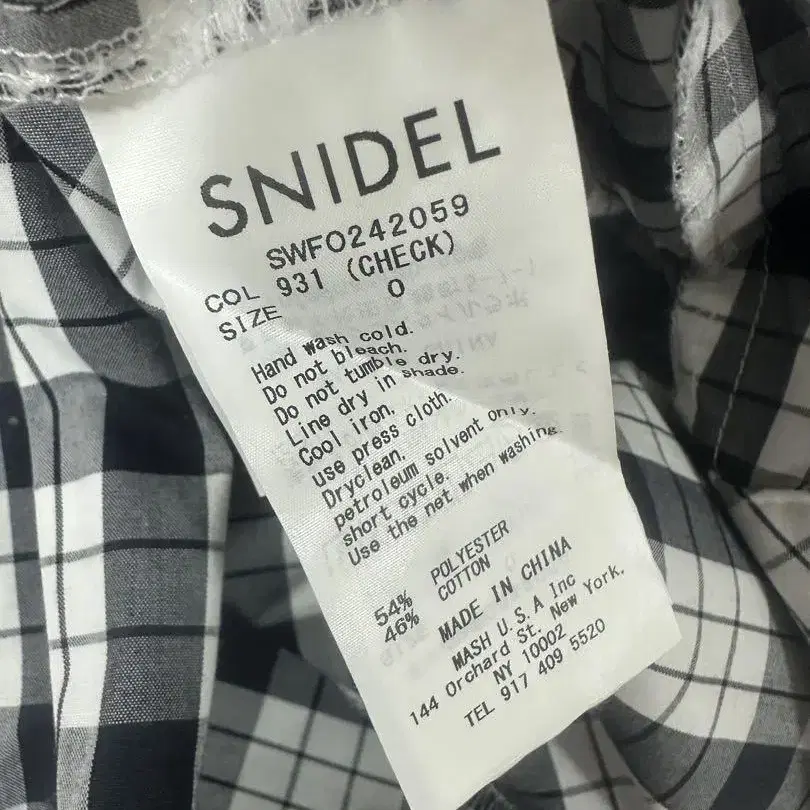 SNIDEL
SWFO242059
COL 931 (CHECK)
SIZE 0
Hand wash cold.
Do not bleach.
Do not tumble dry.
Line dry in shade.
Cool iron,
use press cloth.
Dryclean.
petroleum solvent only.
short cycle.
Use the net when washing.
54% POLYESTER
46% COTTON
MADE IN CHINA
MASH U.S.A Inc
144 Orchard St. New York,
NY 10002
TEL 917 409 5520